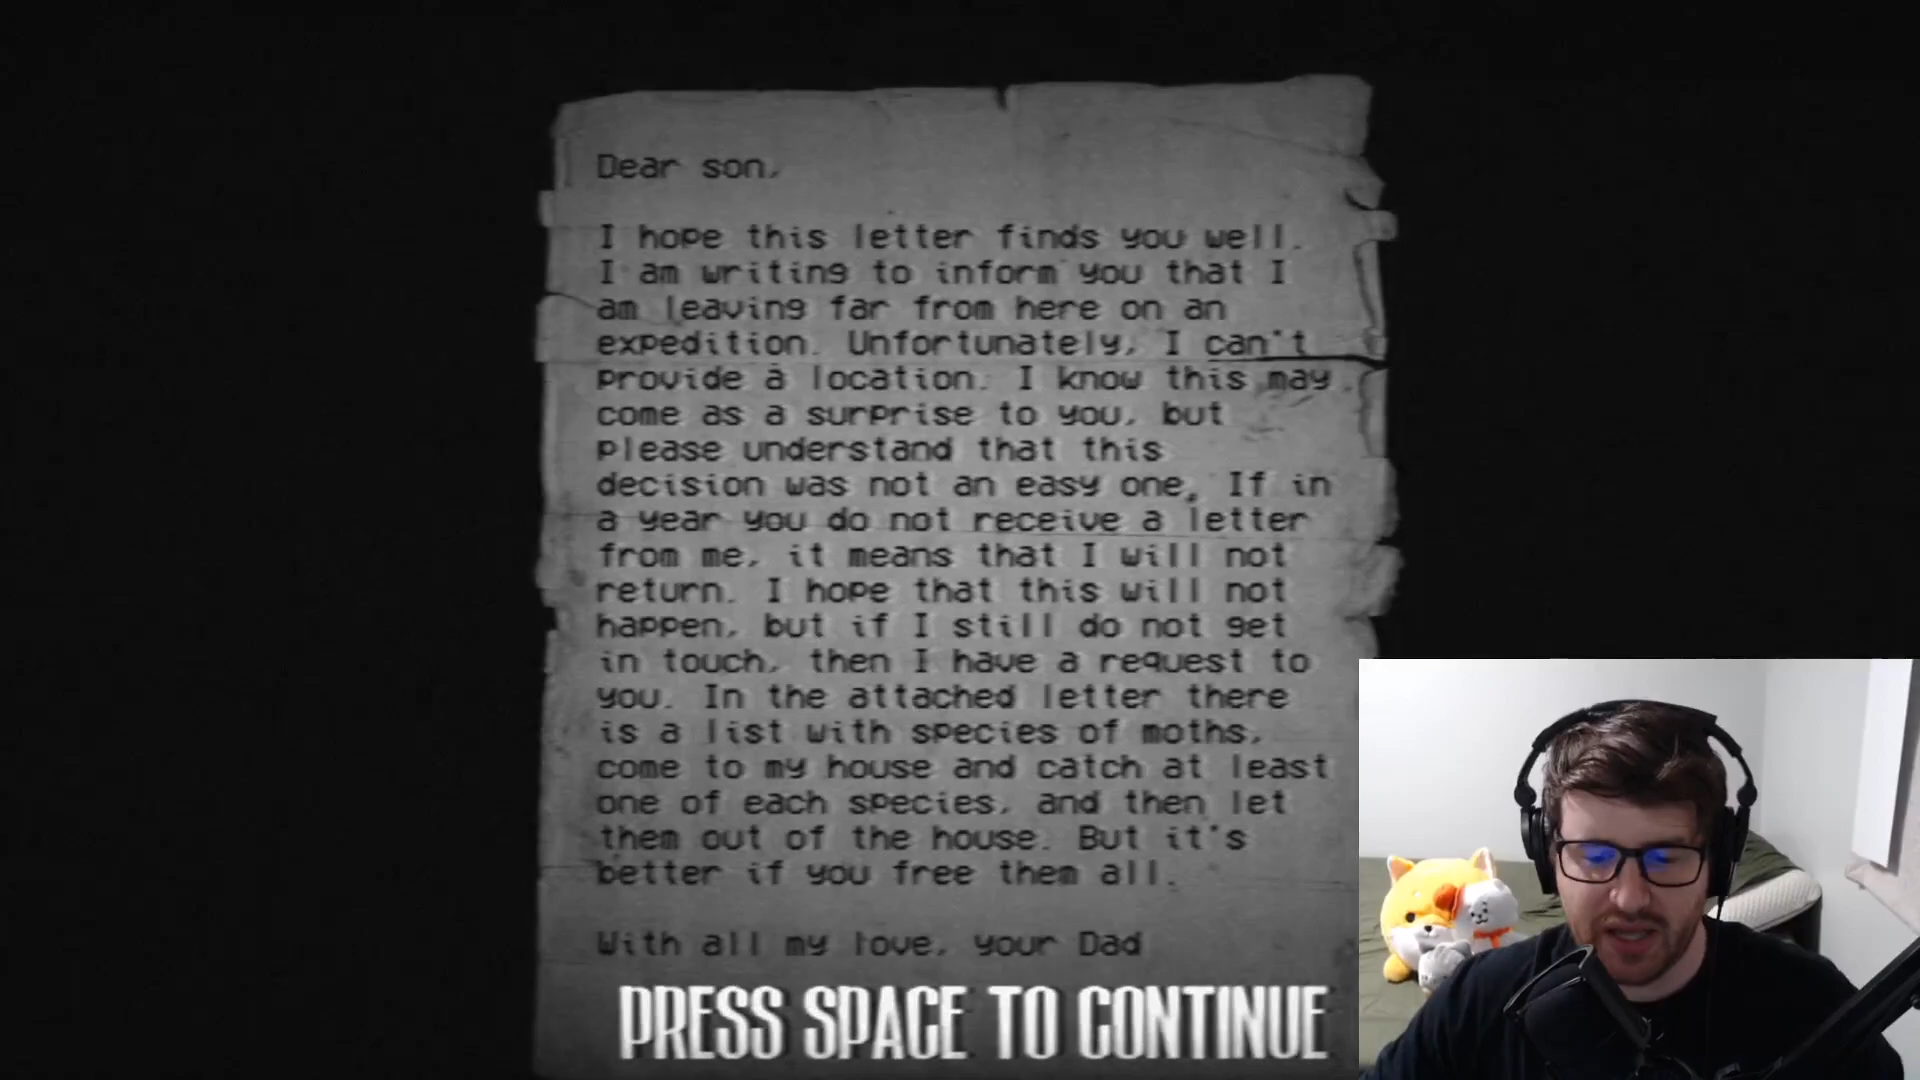 Dear son,
I hope this letter finds you well.
I am writing to inform you that I
am leaving far from here on an
expedition. Unfortunately, I can't
provide a location. I know this may
come as a surprise to you, but
please understand that this
decision was not an easy one. If in
a year you do not receive a letter
from me, it means that I will not
return. I hope that this will not
happen, but if I still do not get
in touch, then I have a request to
you. In the attached letter there
is a list with species of moths,
come to my house and catch at least
one of each species, and then let
them out of the house. But it's
better if you free them all.
With all my love, your Dad
PRESS SPACE TO CONTINUE